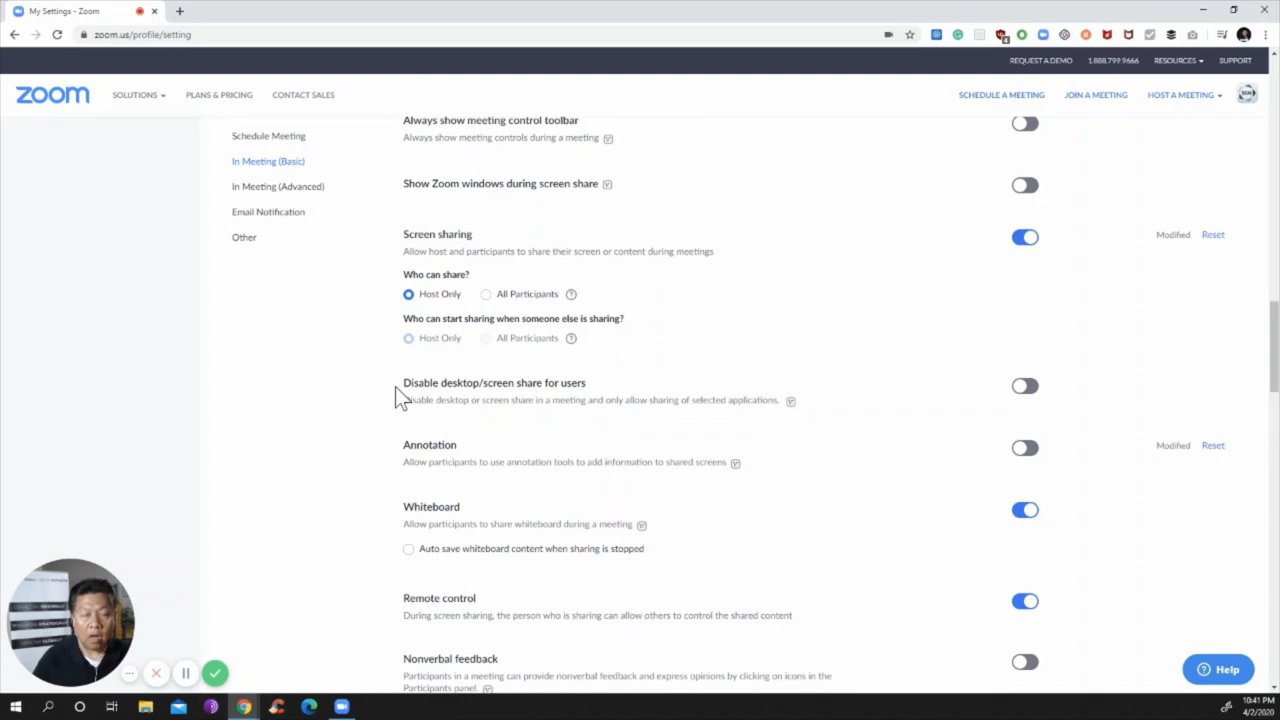 My Settings - Zoom
zoom.us/profile/setting
REQUEST A DEMO 1.888.799.9666 RESOURCES SUPPORT
zoom SOLUTIONS PLANS & PRICING CONTACT SALES SCHEDULE A MEETING JOIN A MEETING HOST A MEETING
Schedule Meeting
In Meeting (Basic)
In Meeting (Advanced)
Email Notification
Other
Always show meeting control toolbar
Always show meeting controls during a meeting
Show Zoom windows during screen share
Screen sharing Modified Reset
Allow host and participants to share their screen or content during meetings
Who can share?
Host Only All Participants
Who can start sharing when someone else is sharing?
Host Only All Participants
Disable desktop/screen share for users
Disable desktop or screen share in a meeting and only allow sharing of selected applications.
Annotation Modified Reset
Allow participants to use annotation tools to add information to shared screens
Whiteboard
Allow participants to share whiteboard during a meeting
Auto save whiteboard content when sharing is stopped
Remote control
During screen sharing, the person who is sharing can allow others to control the shared content
Nonverbal feedback
Participants in a meeting can provide nonverbal feedback and express opinions by clicking on icons in the
Participants panel.
Help
10:41 PM
4/2/2020